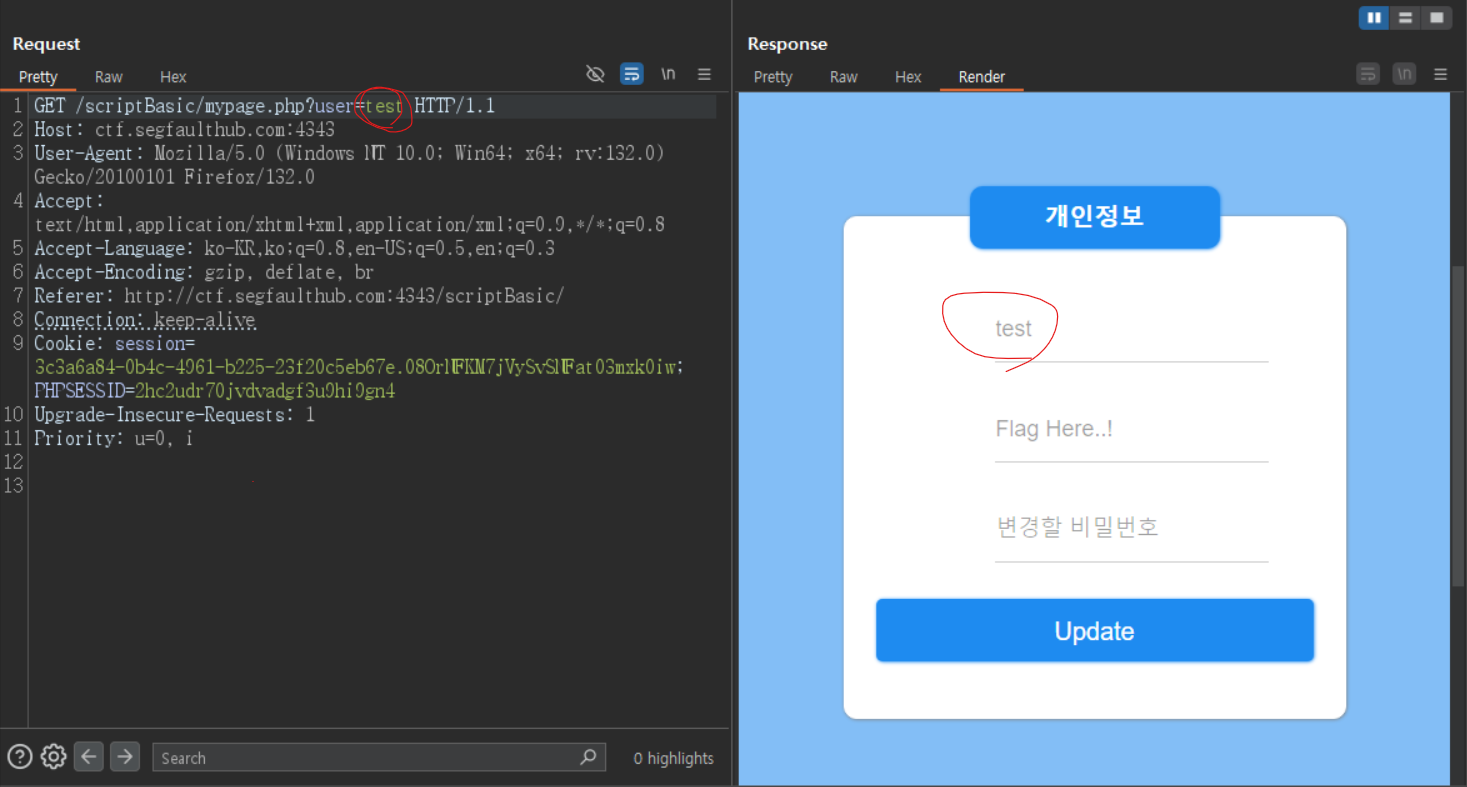 Request
Pretty Raw Hex \n
1 GET /scriptBasic/mypage.php?user=test HTTP/1.1
2 Host: ctf.segfaulthub.com:4343
3 User-Agent: Mozilla/5.0 (Windows NT 10.0; Win64; x64; rv:132.0)
Gecko/20100101 Firefox/132.0
4 Accept:
text/html,application/xhtml+xml,application/xml;q=0.9,*/*;q=0.8
5 Accept-Language: ko-KR,ko;q=0.8,en-US;q=0.5,en;q=0.3
6 Accept-Encoding: gzip, deflate, br
7 Referer: http://ctf.segfaulthub.com:4343/scriptBasic/
8 Connection: keep-alive
9 Cookie: session=
PHPSESSID=2hc2udr70jvdvadgf3u9hi9gn4
10 Upgrade-Insecure-Requests: 1
11 Priority: u=0, i
12
13
Search 0 highlights
Response
Pretty Raw Hex Render \n
개인정보
test
Flag Here..!
변경할 비밀번호
Update